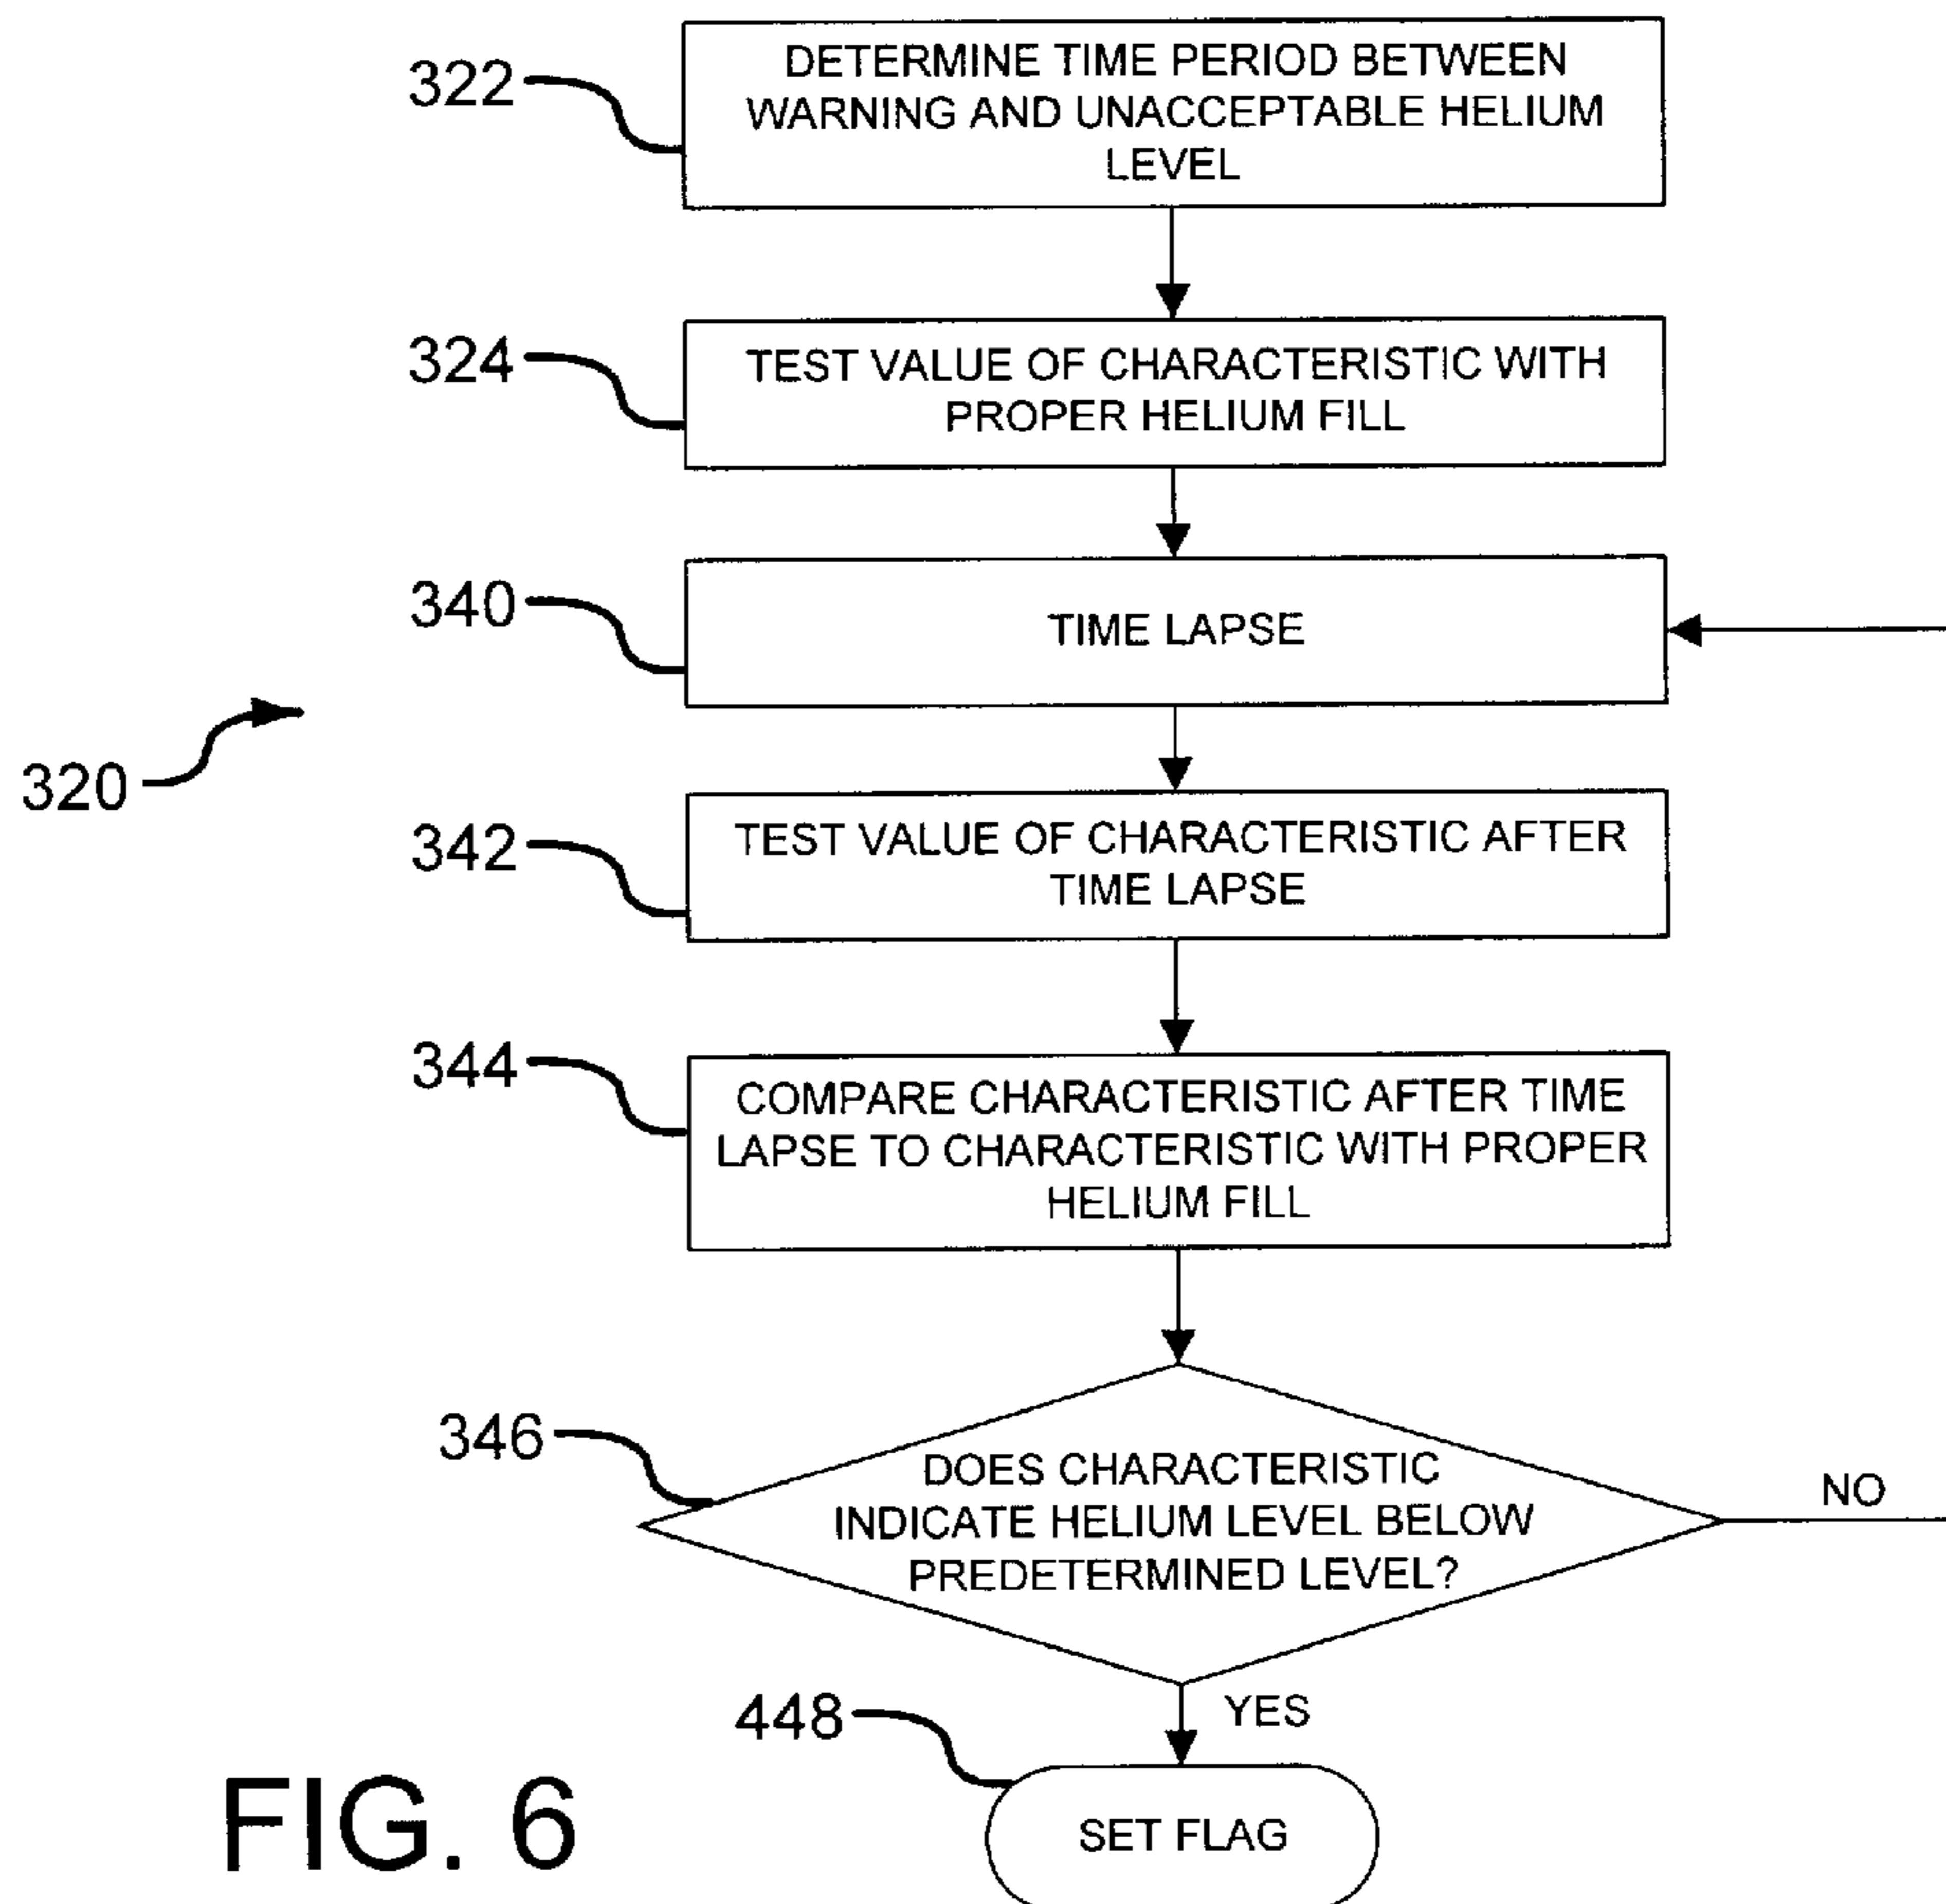 322
DETERMINE TIME PERIOD BETWEEN
WARNING AND UNACCEPTABLE HELIUM
LEVEL
324
TEST VALUE OF CHARACTERISTIC WITH
PROPER HELIUM FILL
340
TIME LAPSE
320
342
TEST VALUE OF CHARACTERISTIC AFTER
TIME LAPSE
344
COMPARE CHARACTERISTIC AFTER TIME
LAPSE TO CHARACTERISTIC WITH PROPER
HELIUM FILL
346
DOES CHARACTERISTIC
INDICATE HELIUM LEVEL BELOW
PREDETERMINED LEVEL?
NO
YES
448
SET FLAG
FIG. 6